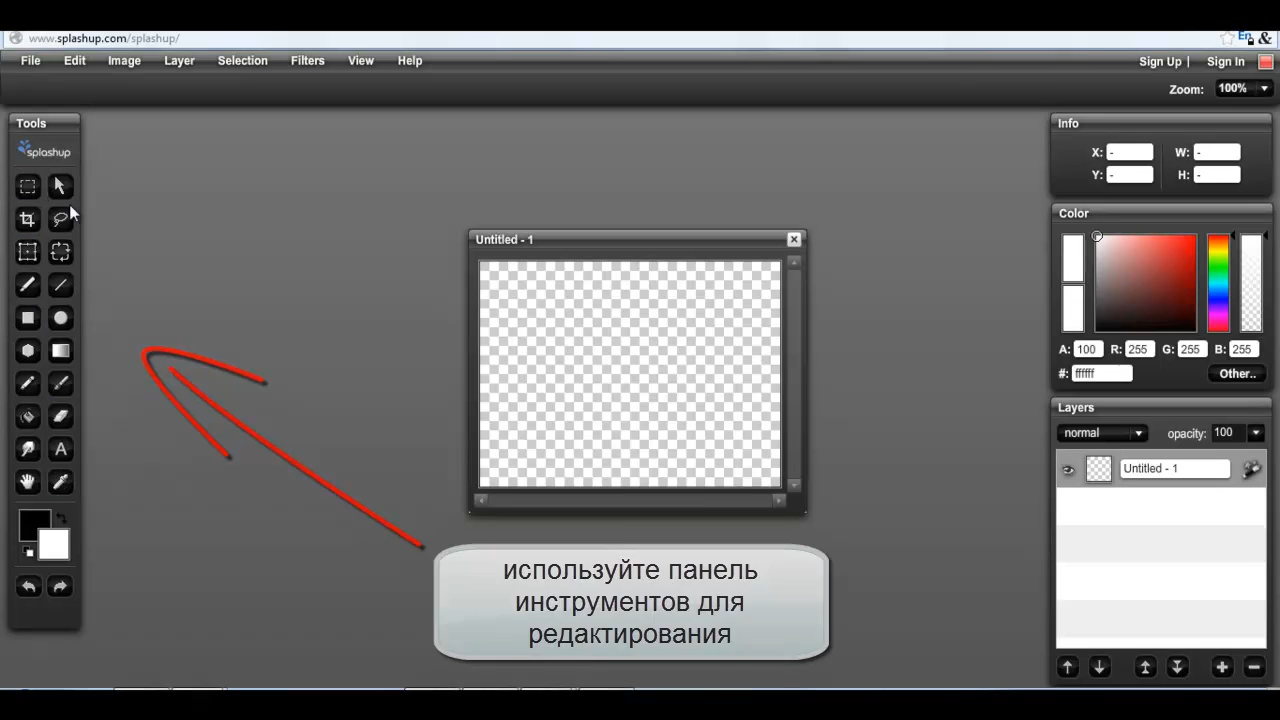 www.splashup.com/splashup/
En
&
File Edit Image Layer Selection Filters View Help
Sign Up | Sign In
Zoom: 100%
Tools
splashup
A
Untitled - 1
Info
X: - W: -
Y: - H: -
Color
A: 100 R: 255 G: 255 B: 255
#: ffffff Other..
Layers
normal opacity: 100
Untitled - 1
используйте панель
инструментов для
редактирования